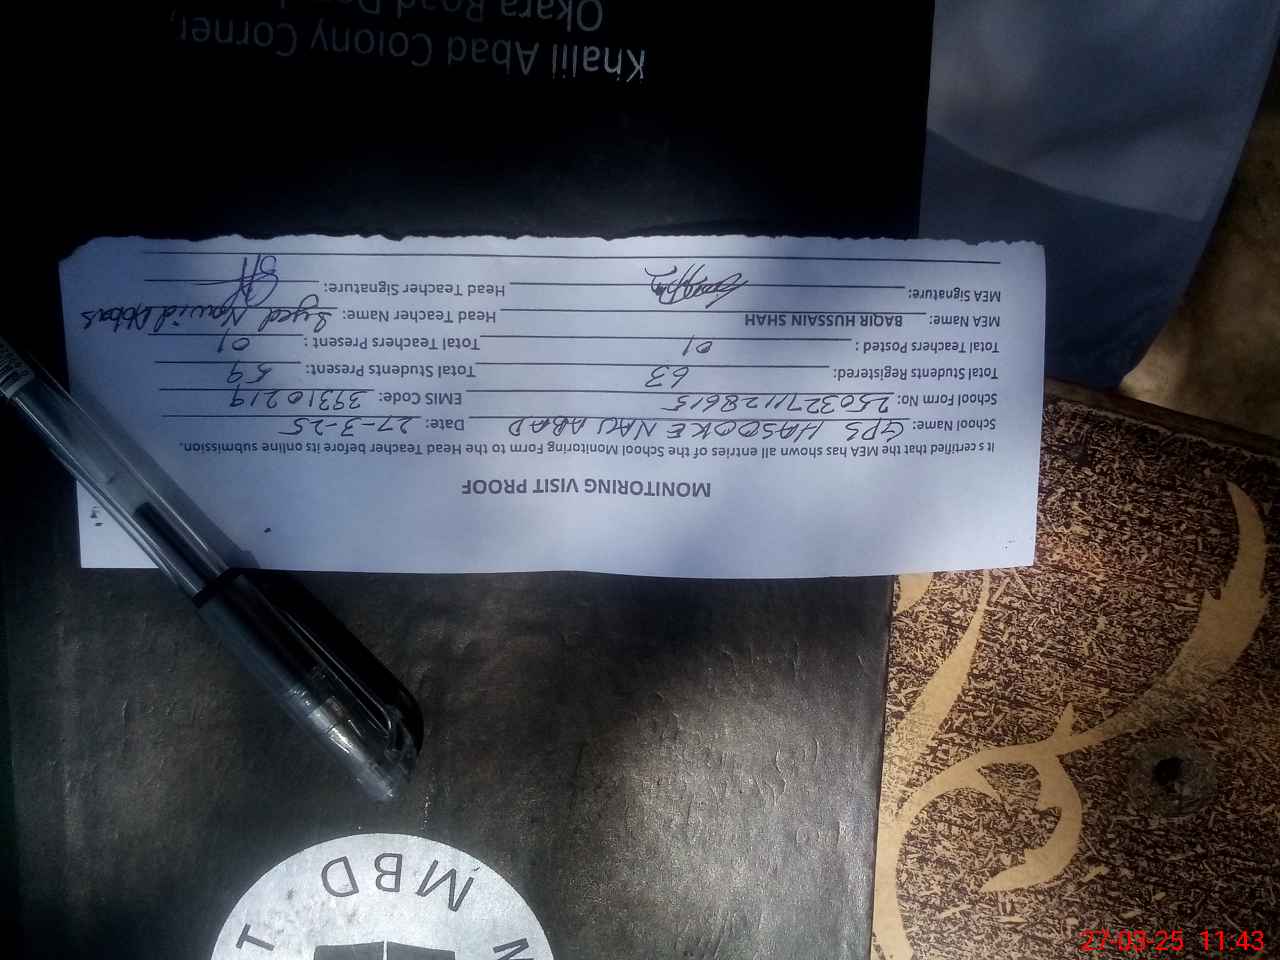 MONITORING VISIT PROOF
It s certified that the MEA has shown all entries of the School Monitoring Form to the Head Teacher before its online submission.
School Name: GPS HASOOKE NAU ABAD Date: 27-3-25
School Form No: 2503271128615 EMIS Code: 39310219
Total Students Registered: 63 Total Students Present: 59
Total Teachers Posted : 01 Total Teachers Present : 01
MEA Name: BAQIR HUSSAIN SHAH Head Teacher Name: Syed Navid Abbas
MEA Signature: Head Teacher Signature:
Khalil Abad Colony Corner,
Okara Road
MBD
27-03-25 11:43